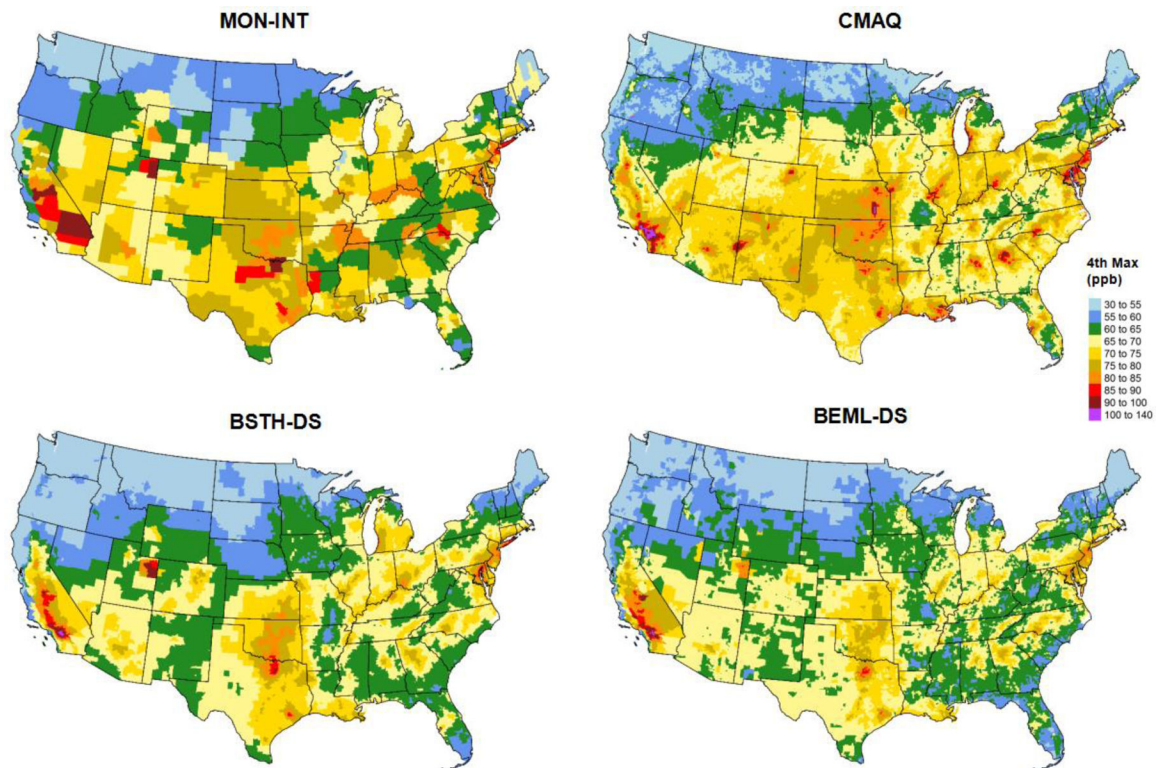 MON-INT
CMAQ
4th Max
(ppb)
30 to 55
55 to 60
60 to 65
65 to 70
70 to 75
75 to 80
80 to 85
85 to 90
90 to 100
100 to 140
BSTH-DS
BEML-DS